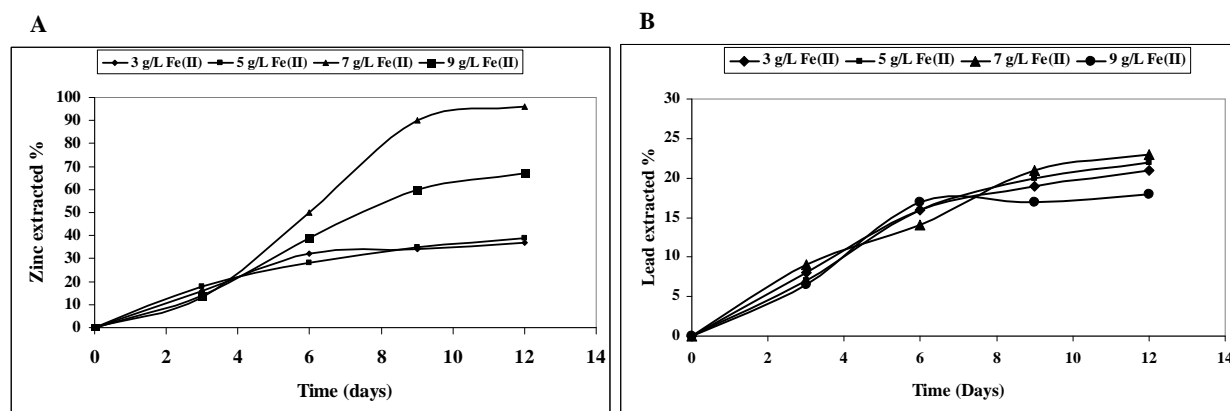 A
3 g/L Fe(II) 5 g/L Fe(II) 7 g/L Fe(II) 9 g/L Fe(II)
100
90
80
70
60
50
40
30
20
10
0
Zinc extracted %
0 2 4 6 8 10 12 14
Time (days)
B
3 g/L Fe(II) 5 g/L Fe(II) 7 g/L Fe(II) 9 g/L Fe(II)
30
25
20
15
10
5
0
Lead extracted %
0 2 4 6 8 10 12 14
Time (Days)